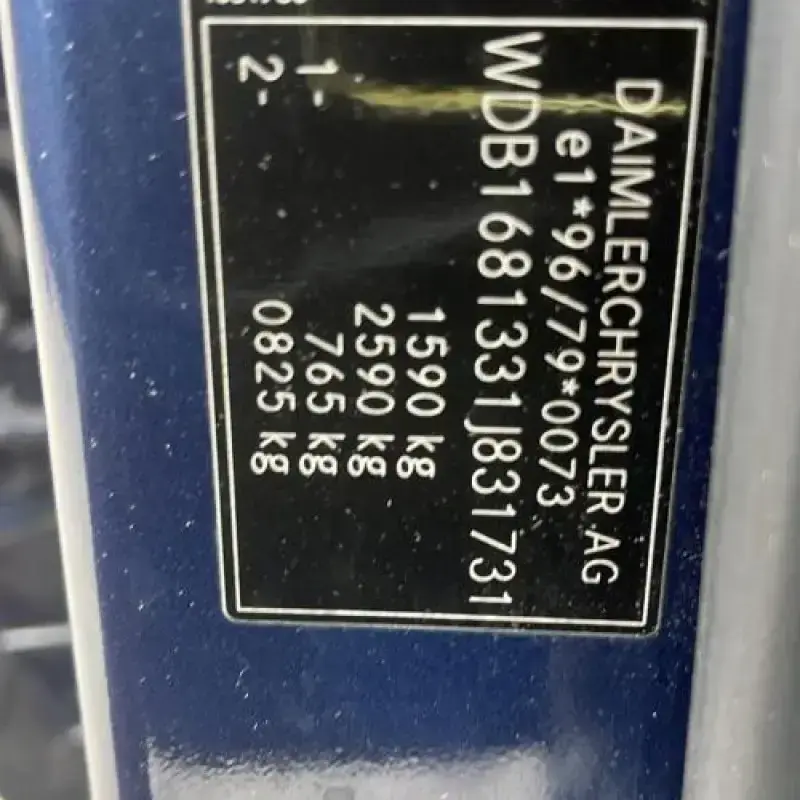 DAIMLERCHRYSLER AG
e1*96/79*0073
WDB1681331J831731
1590 kg
2590 kg
1- 765 kg
2- 0825 kg